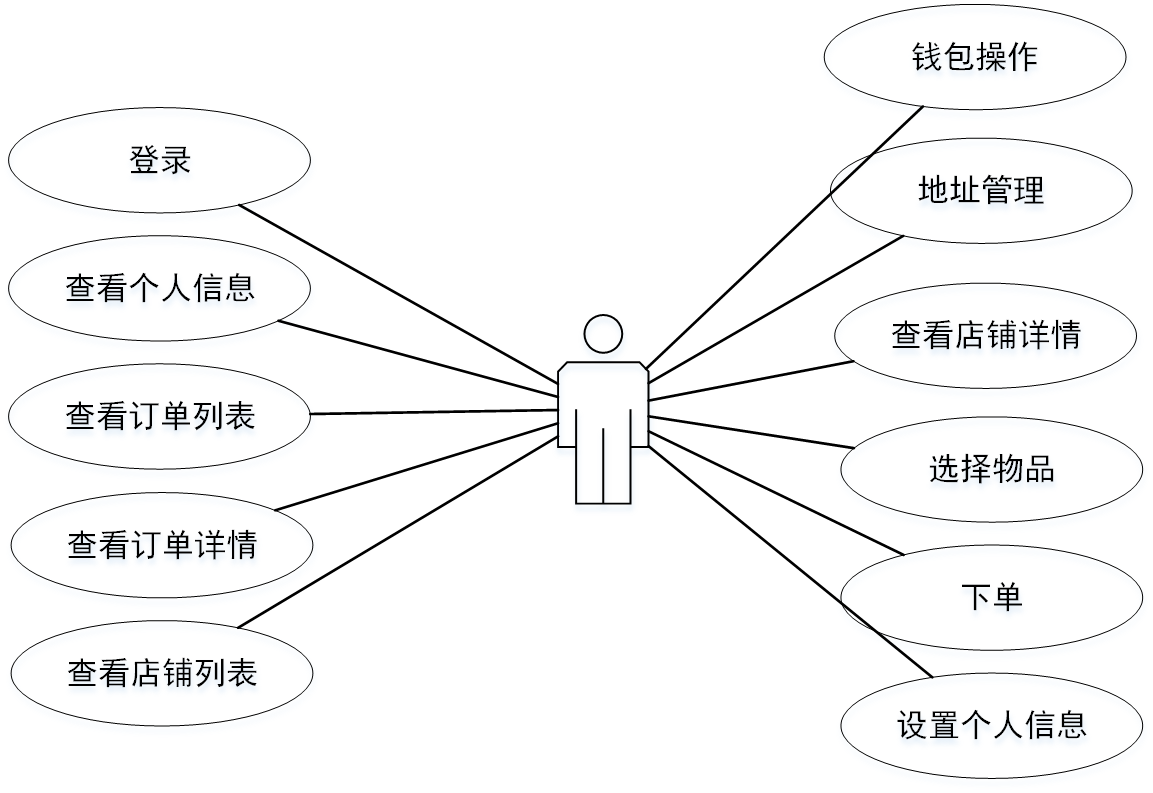 登录
查看个人信息
查看订单列表
查看订单详情
查看店铺列表
钱包操作
地址管理
查看店铺详情
选择物品
下单
设置个人信息